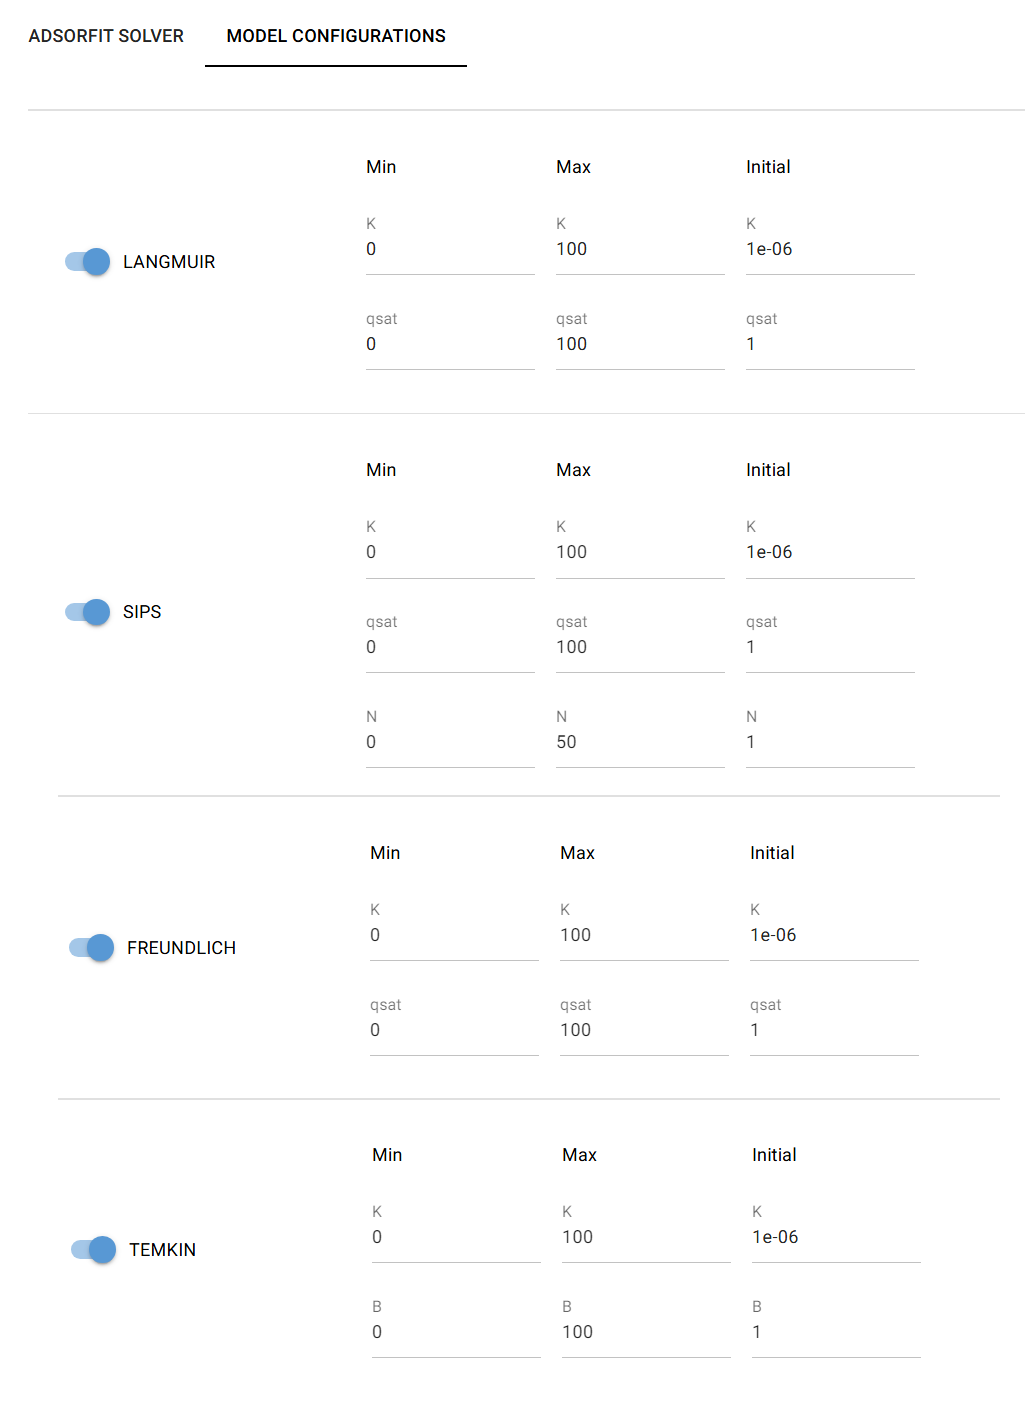 ADSORFIT SOLVER MODEL CONFIGURATIONS
Min Max Initial
K K K
0 100 1e-06
LANGMUIR
qsat qsat qsat
0 100 1
Min Max Initial
K K K
0 100 1e-06
SIPS
qsat qsat qsat
0 100 1
N N N
0 50 1
Min Max Initial
K K K
0 100 1e-06
FREUNDLICH
qsat qsat qsat
0 100 1
Min Max Initial
K K K
0 100 1e-06
TEMKIN
B B B
0 100 1